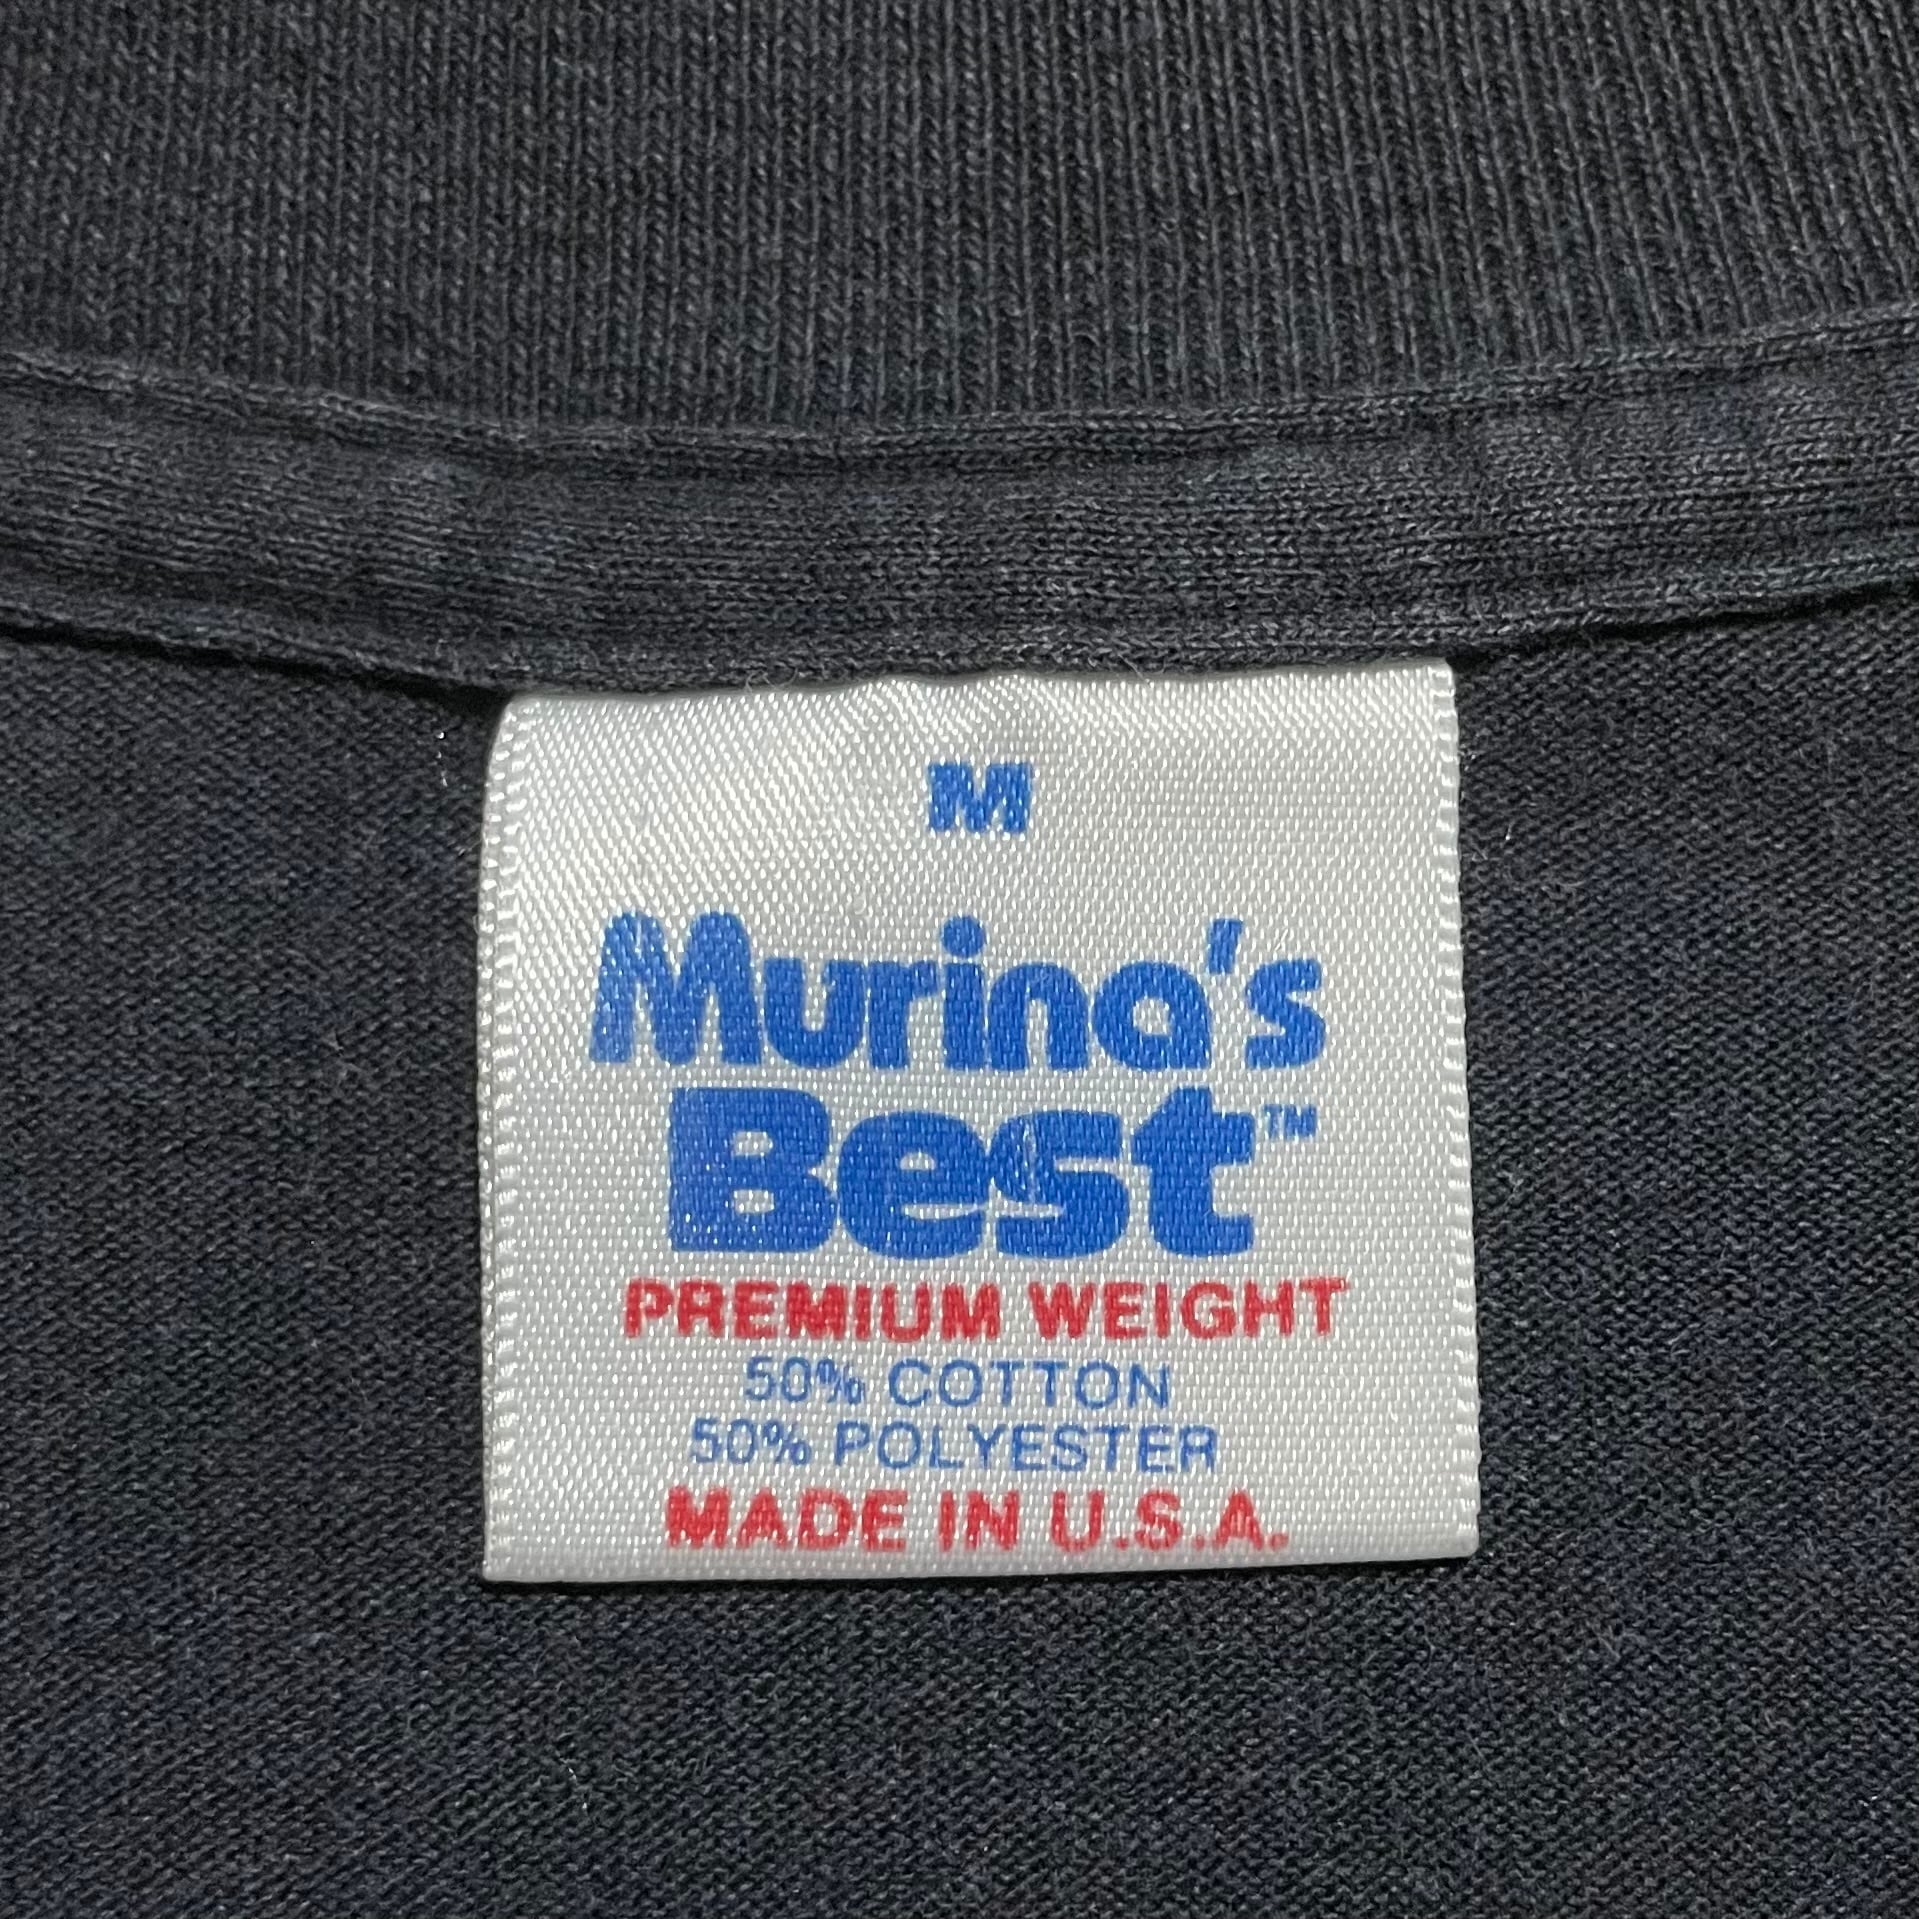 M
Murina's
Best™
PREMIUM WEIGHT
50% COTTON
50% POLYESTER
MADE IN U.S.A.